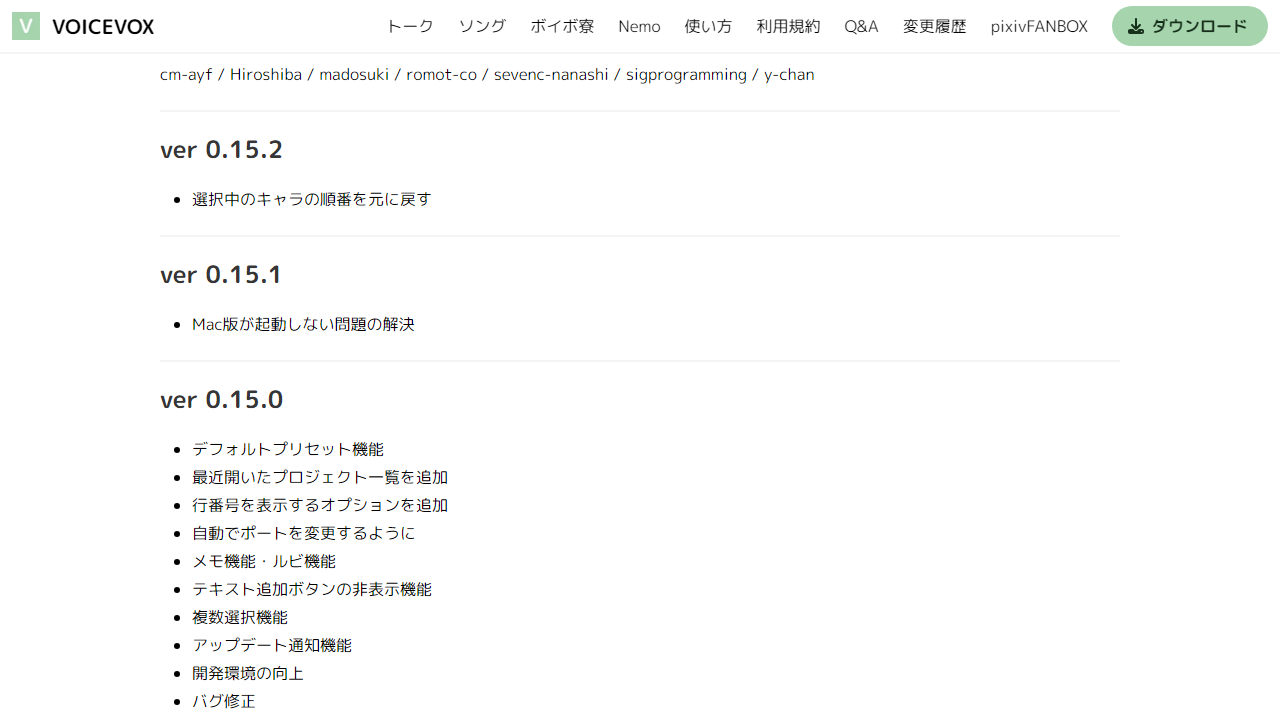 V VOICEVOX トーク ソング ボイボ寮 Nemo 使い方 利用規約 Q&A 変更履歴 pixivFANBOX ダウンロード
cm-ayf / Hiroshiba / madosuki / romot-co / sevenc-nanashi / sigprogramming / y-chan
ver 0.15.2
選択中のキャラの順番を元に戻す
ver 0.15.1
Mac版が起動しない問題の解決
ver 0.15.0
デフォルトプリセット機能
最近開いたプロジェクト一覧を追加
行番号を表示するオプションを追加
自動でポートを変更するように
メモ機能・ルビ機能
テキスト追加ボタンの非表示機能
複数選択機能
アップデート通知機能
開発環境の向上
バグ修正